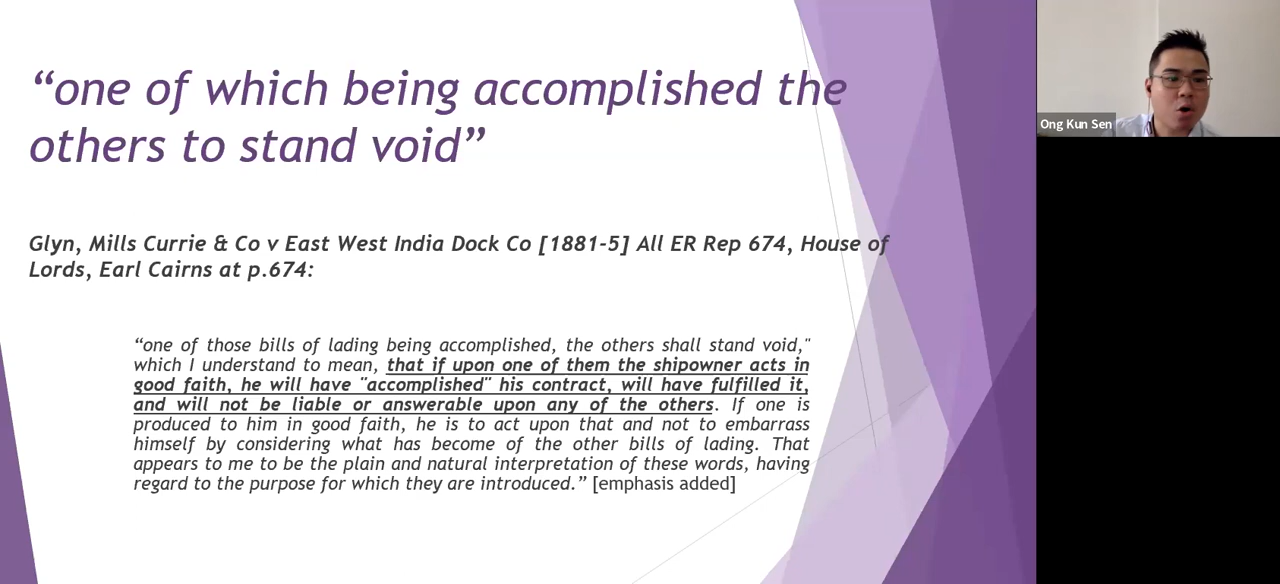 “one of which being accomplished the
others to stand void”
Glyn, Mills Currie & Co v East West India Dock Co [1881-5] All ER Rep 674, House of
Lords, Earl Cairns at p.674:
“one of those bills of lading being accomplished, the others shall stand void,"
which I understand to mean, that if upon one of them the shipowner acts in
good faith, he will have "accomplished" his contract, will have fulfilled it,
and will not be liable or answerable upon any of the others. If one is
produced to him in good faith, he is to act upon that and not to embarrass
himself by considering what has become of the other bills of lading. That
appears to me to be the plain and natural interpretation of these words, having
regard to the purpose for which they are introduced.” [emphasis added]
Ong Kun Sen